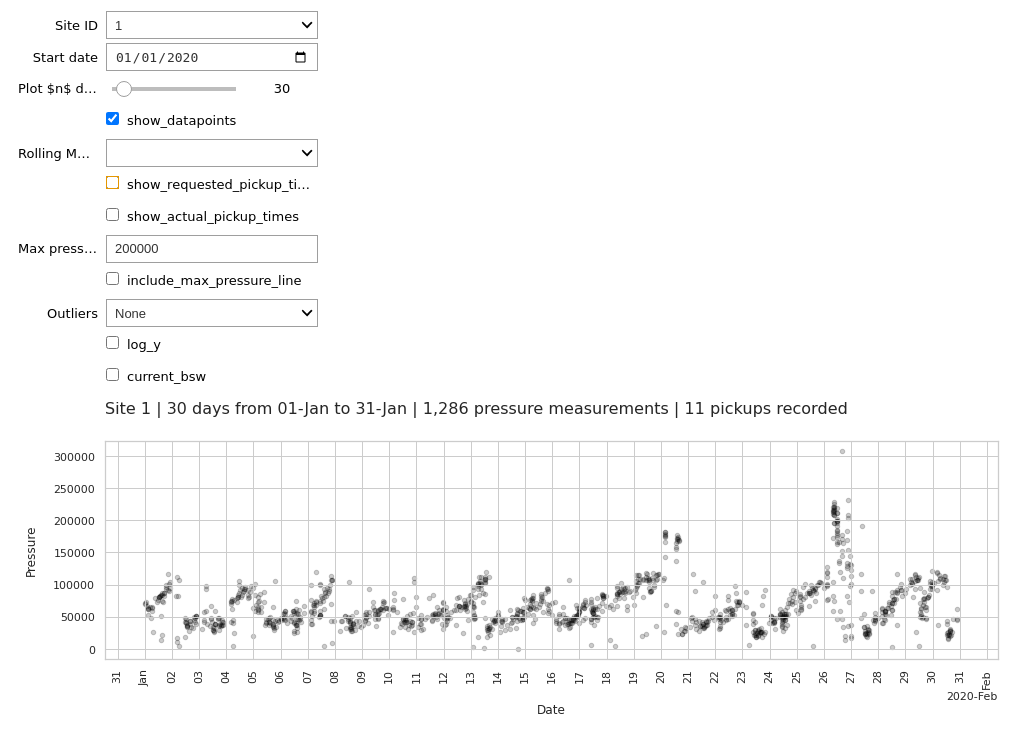 Site ID 1
Start date 01/01/2020
Plot $n$ d... 30
show_datapoints
Rolling M...
show_requested_pickup_ti...
show_actual_pickup_times
Max press... 200000
include_max_pressure_line
Outliers None
log_y
current_bsw
Site 1 | 30 days from 01-Jan to 31-Jan | 1,286 pressure measurements | 11 pickups recorded
300000
250000
200000
150000
100000
50000
0
Pressure
31 Jan 02 03 04 05 06 07 08 09 10 11 12 13 14 15 16 17 18 19 20 21 22 23 24 25 26 27 28 29 30 31 Feb
2020-Feb
Date